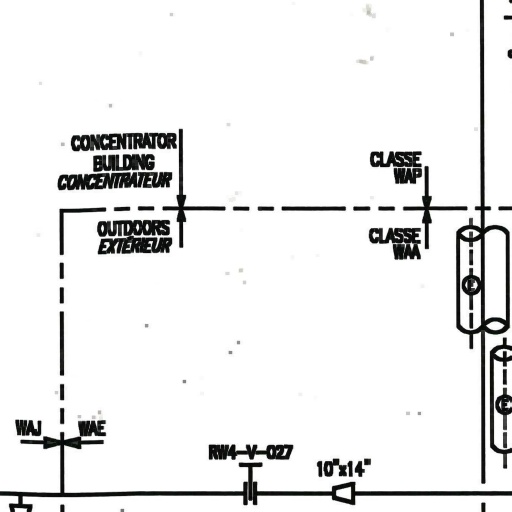 CONCENTRATOR
BUILDING
CONCENTRATEUR
OUTDOORS
EXTÉRIEUR
CLASSE
WAP
CLASSE
WAA
E
E
WAJ
WAE
RW4-V-027
10"x14"